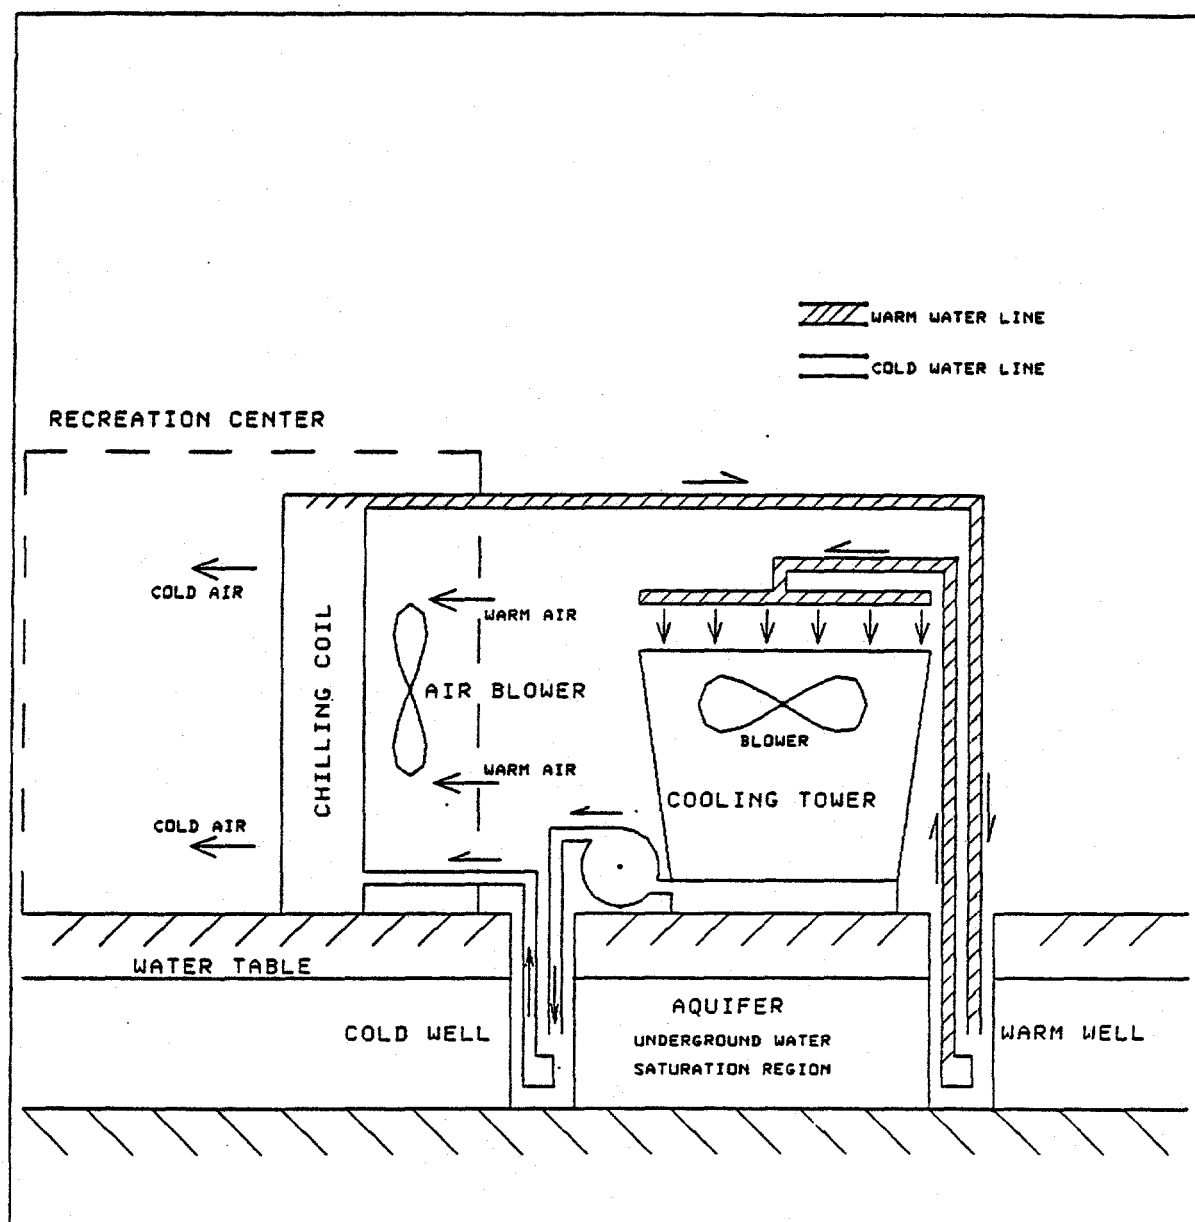 WARM WATER LINE
COLD WATER LINE
RECREATION CENTER
COLD AIR
WARM AIR
CHILLING COIL
AIR BLOWER
BLOWER
WARM AIR
COOLING TOWER
COLD AIR
WATER TABLE
AQUIFER
COLD WELL
UNDERGROUND WATER
SATURATION REGION
WARM WELL